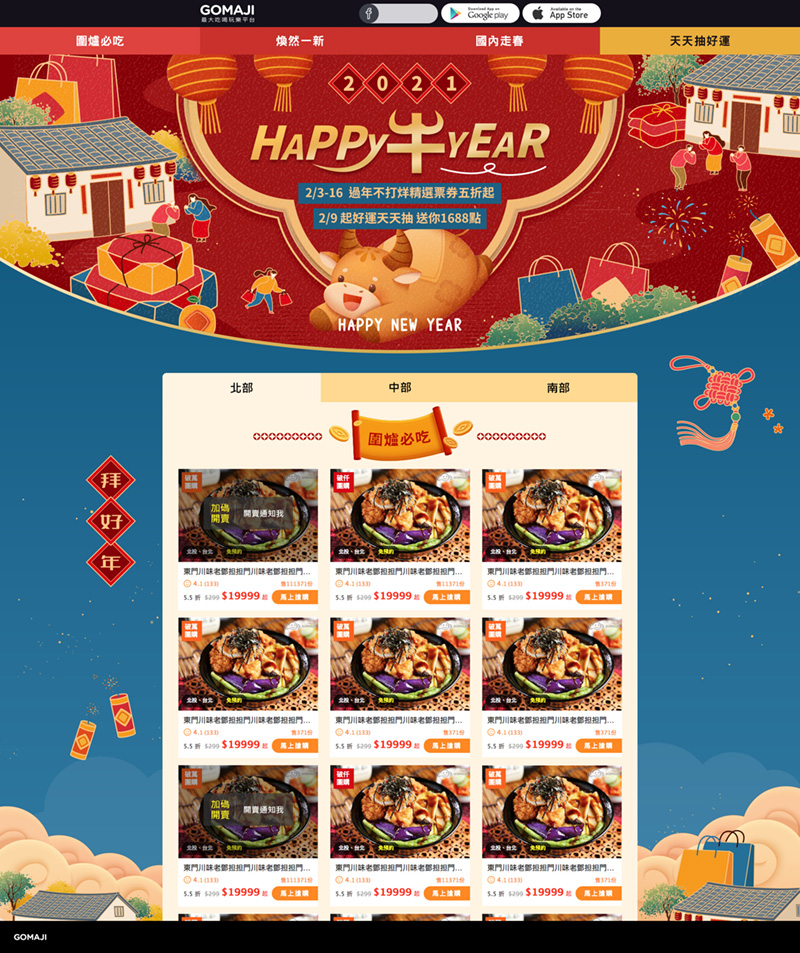 GOMAJI
最大吃喝玩樂平台
f
Download App on
Google play
Available on the
App Store
圍爐必吃
煥然一新
國內走春
天天抽好運
2021
HAPPY牛YEAR
2/3-16 過年不打烊精選票券五折起
2/9 起好運天天抽 送你1688點
HAPPY NEW YEAR
北部
中部
南部
圍爐必吃
拜好年
破萬團購
加碼開賣
開賣通知我
北投、台北 免預約
東門川味老鄧担担門川味老鄧担担門...
4.1 (133) 售111371份
5.5 折 $299 $19999 起 馬上搶購
破仟團購
北投、台北 免預約
東門川味老鄧担担門川味老鄧担担門...
4.1 (133) 售11371份
5.5 折 $299 $19999 起 馬上搶購
破萬團購
北投、台北 免預約
東門川味老鄧担担門川味老鄧担担門...
4.1 (133) 售371份
5.5 折 $299 $19999 起 馬上搶購
破萬團購
北投、台北 免預約
東門川味老鄧担担門川味老鄧担担門...
4.1 (133) 售371份
5.5 折 $299 $19999 起 馬上搶購
破萬團購
北投、台北 免預約
東門川味老鄧担担門川味老鄧担担門...
4.1 (133) 售371份
5.5 折 $299 $19999 起 馬上搶購
破萬團購
北投、台北 免預約
東門川味老鄧担担門川味老鄧担担門...
4.1 (133) 售371份
5.5 折 $299 $19999 起 馬上搶購
破萬團購
加碼開賣
開賣通知我
北投、台北 免預約
東門川味老鄧担担門川味老鄧担担門...
4.1 (133) 售111371份
5.5 折 $299 $19999 起 馬上搶購
破仟團購
北投、台北 免預約
東門川味老鄧担担門川味老鄧担担門...
4.1 (133) 售11371份
5.5 折 $299 $19999 起 馬上搶購
破萬團購
北投、台北 免預約
東門川味老鄧担担門川味老鄧担担門...
4.1 (133) 售371份
5.5 折 $299 $19999 起 馬上搶購
GOMAJI